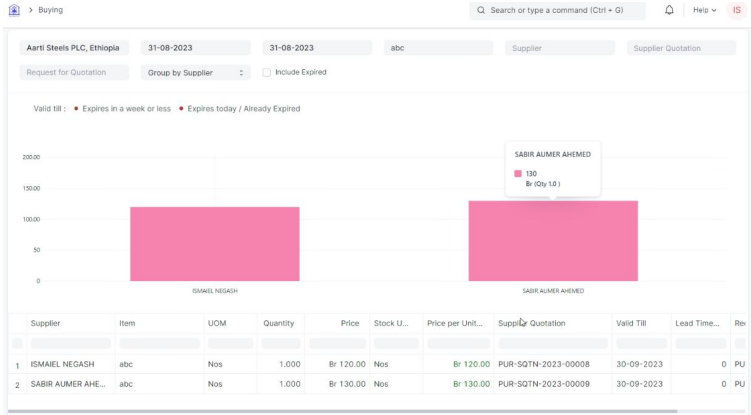 > Buying
Search or type a command (Ctrl + G)
Help
IS
Aarti Steels PLC, Ethiopia
31-08-2023
31-08-2023
abc
Supplier
Supplier Quotation
Request for Quotation
Group by Supplier
Include Expired
Valid till : • Expires in a week or less • Expires today / Already Expired
SABIR AUMER AHEMED
130
Br (Qty 1.0 )
200.00
150.00
100.00
50
0
ISMAIEL NEGASH
SABIR AUMER AHEMED
Supplier Item UOM Quantity Price Stock U... Price per Unit... Supplier Quotation Valid Till Lead Time...
1 ISMAIEL NEGASH abc Nos 1.000 Br 120.00 Nos Br 120.00 PUR-SQTN-2023-00008 30-09-2023 0 PU
2 SABIR AUMER AHE... abc Nos 1.000 Br 130.00 Nos Br 130.00 PUR-SQTN-2023-00009 30-09-2023 0 PU